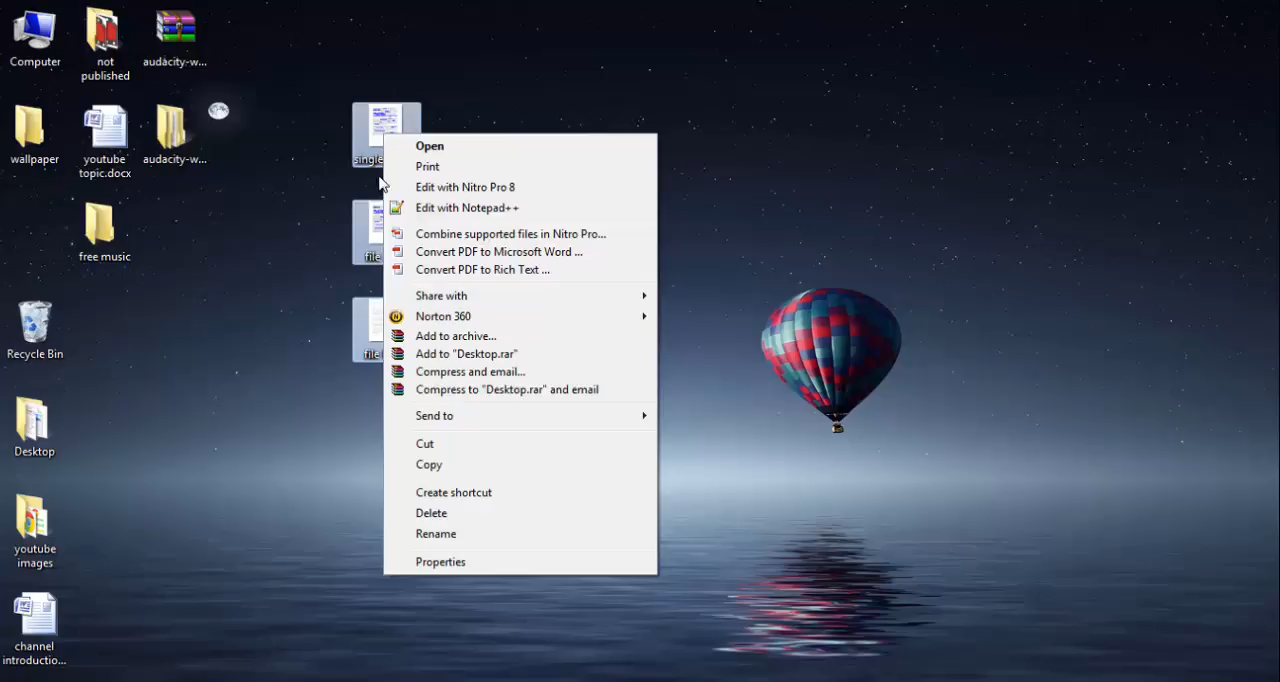 Computer
not
published
audacity-w...
wallpaper
youtube
topic.docx
audacity-w...
free music
Recycle Bin
Desktop
youtube
images
channel
introductio...
single
file
file
Open
Print
Edit with Nitro Pro 8
Edit with Notepad++
Combine supported files in Nitro Pro...
Convert PDF to Microsoft Word ...
Convert PDF to Rich Text ...
Share with
Norton 360
Add to archive...
Add to "Desktop.rar"
Compress and email...
Compress to "Desktop.rar" and email
Send to
Cut
Copy
Create shortcut
Delete
Rename
Properties